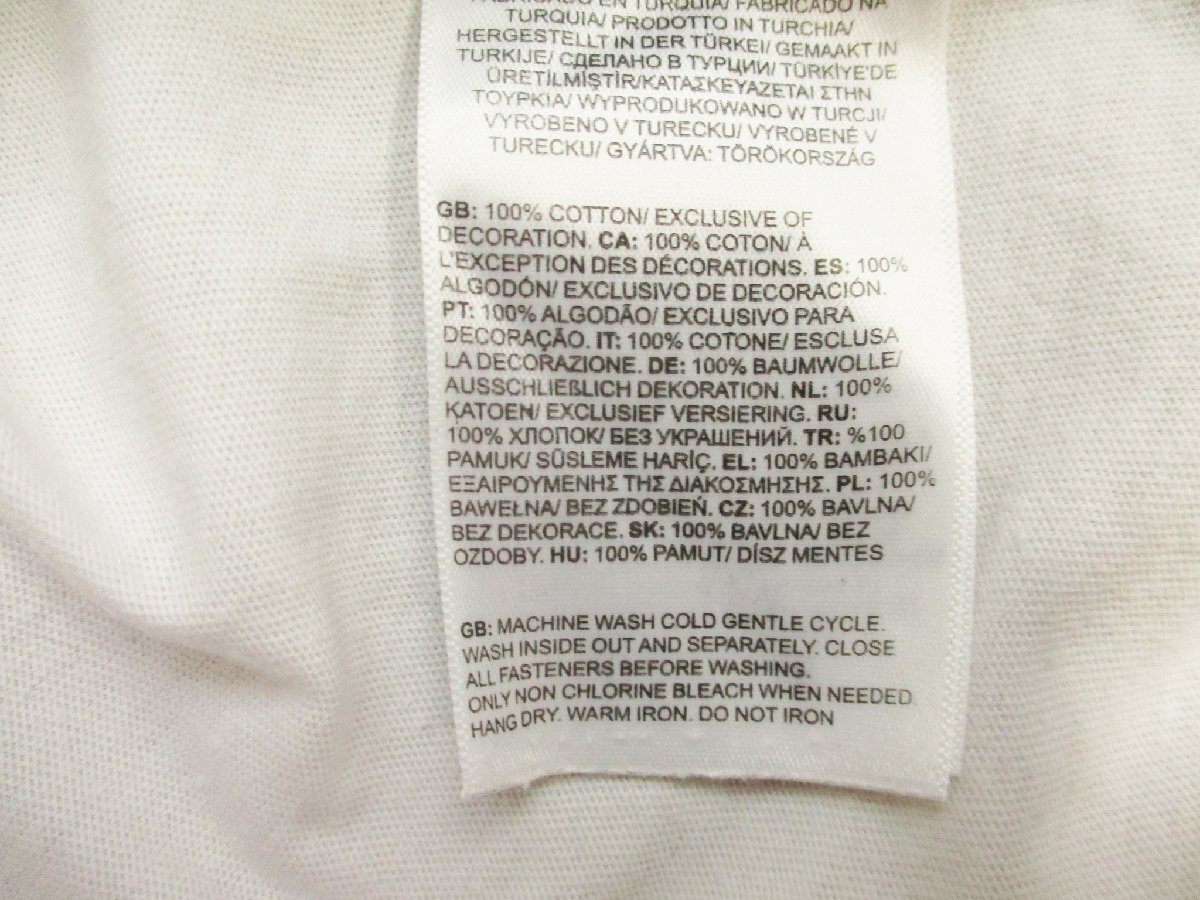 FABRICADO EN TURQUÍA/ FABRICADO NA
TURQUIA/ PRODOTTO IN TURCHIA/
HERGESTELLT IN DER TÜRKEI/ GEMAAKT IN
TURKIJE/ СДЕЛАНО В ТУРЦИИ/ TÜRKİYE'DE
ÜRETİLMİŞTİR/ΚΑΤΑΣΚΕΥΑΖΕΤΑΙ ΣΤΗΝ
ΤΟΥΡΚΙΑ/ WYPRODUKOWANO W TURCJI/
VYROBENO V TURECKU/ VYROBENÉ V
TURECKU/ GYÁRTVA: TÖRÖKORSZÁG
GB: 100% COTTON/ EXCLUSIVE OF
DECORATION. CA: 100% COTON/ À
L'EXCEPTION DES DÉCORATIONS. ES: 100%
ALGODÓN/ EXCLUSIVO DE DECORACIÓN.
PT: 100% ALGODÃO/ EXCLUSIVO PARA
DECORAÇÃO. IT: 100% COTONE/ ESCLUSA
LA DECORAZIONE. DE: 100% BAUMWOLLE/
AUSSCHLIEßLICH DEKORATION. NL: 100%
KATOEN/ EXCLUSIEF VERSIERING. RU:
100% ХЛОПОК/ БЕЗ УКРАШЕНИЙ. TR: %100
PAMUK/ SÜSLEME HARİÇ. EL: 100% ΒΑΜΒΑΚΙ/
ΕΞΑΙΡΟΥΜΕΝΗΣ ΤΗΣ ΔΙΑΚΟΣΜΗΣΗΣ. PL: 100%
BAWEŁNA/ BEZ ZDOBIEŃ. CZ: 100% BAVLNA/
BEZ DEKORACE. SK: 100% BAVLNA/ BEZ
OZDOBY. HU: 100% PAMUT/ DÍSZ MENTES
GB: MACHINE WASH COLD GENTLE CYCLE.
WASH INSIDE OUT AND SEPARATELY. CLOSE
ALL FASTENERS BEFORE WASHING.
ONLY NON CHLORINE BLEACH WHEN NEEDED.
HANG DRY. WARM IRON. DO NOT IRON